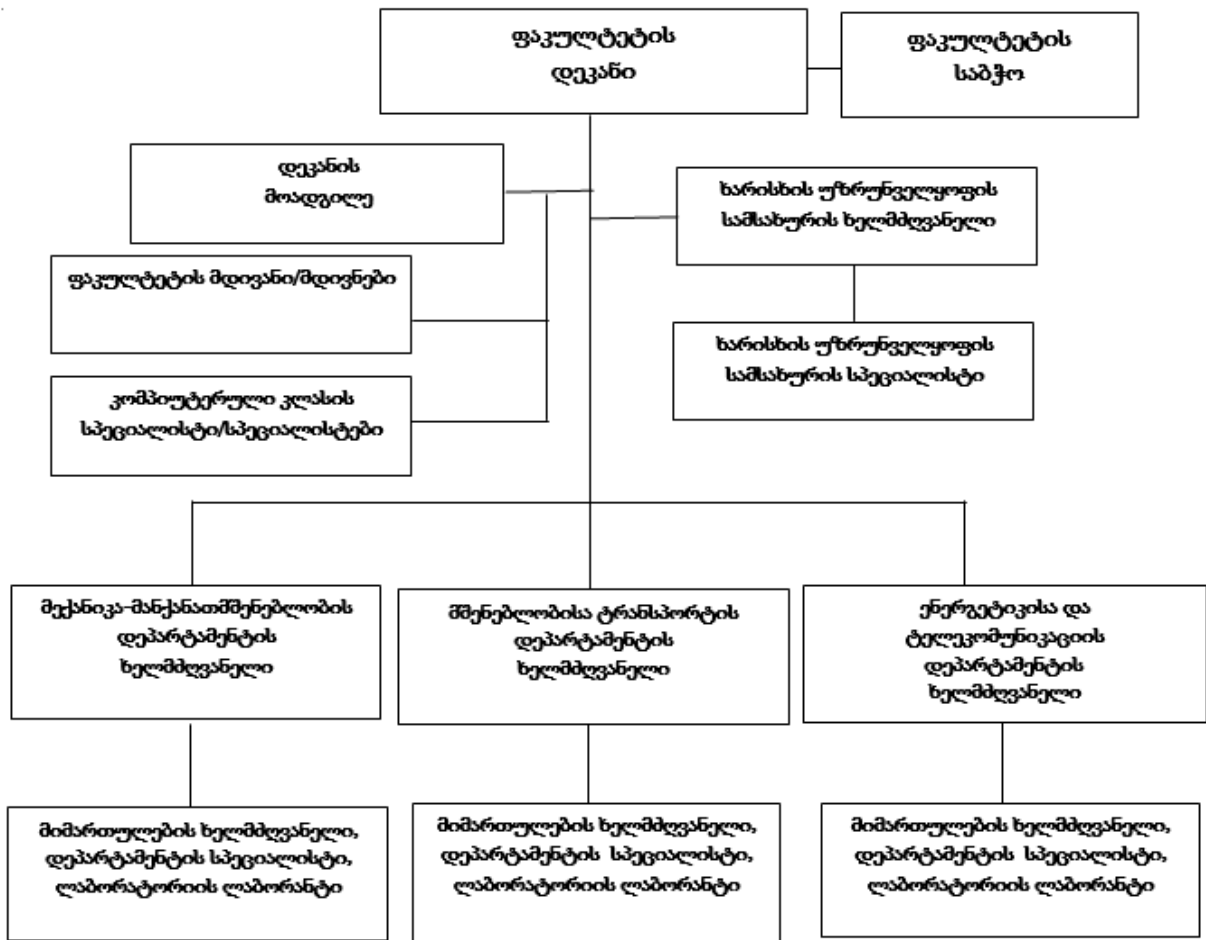 ფაკულტეტის
დეკანი
ფაკულტეტის
საბჭო
დეკანის
მოადგილე
ხარისხის უზრუნველყოფის
სამსახურის ხელმძღვანელი
ფაკულტეტის მდივანი/მდივნები
ხარისხის უზრუნველყოფის
სამსახურის სპეციალისტი
კომპიუტერული კლასის
სპეციალისტი/სპეციალისტები
მექანიკა-მანქანათმშენებლობის
დეპარტამენტის
ხელმძღვანელი
მშენებლობისა ტრანსპორტის
დეპარტამენტის
ხელმძღვანელი
ენერგეტიკისა და
ტელეკომუნიკაციის
დეპარტამენტის
ხელმძღვანელი
მიმართულების ხელმძღვანელი,
დეპარტამენტის სპეციალისტი,
ლაბორატორიის ლაბორანტი
მიმართულების ხელმძღვანელი,
დეპარტამენტის სპეციალისტი,
ლაბორატორიის ლაბორანტი
მიმართულების ხელმძღვანელი,
დეპარტამენტის სპეციალისტი,
ლაბორატორიის ლაბორანტი